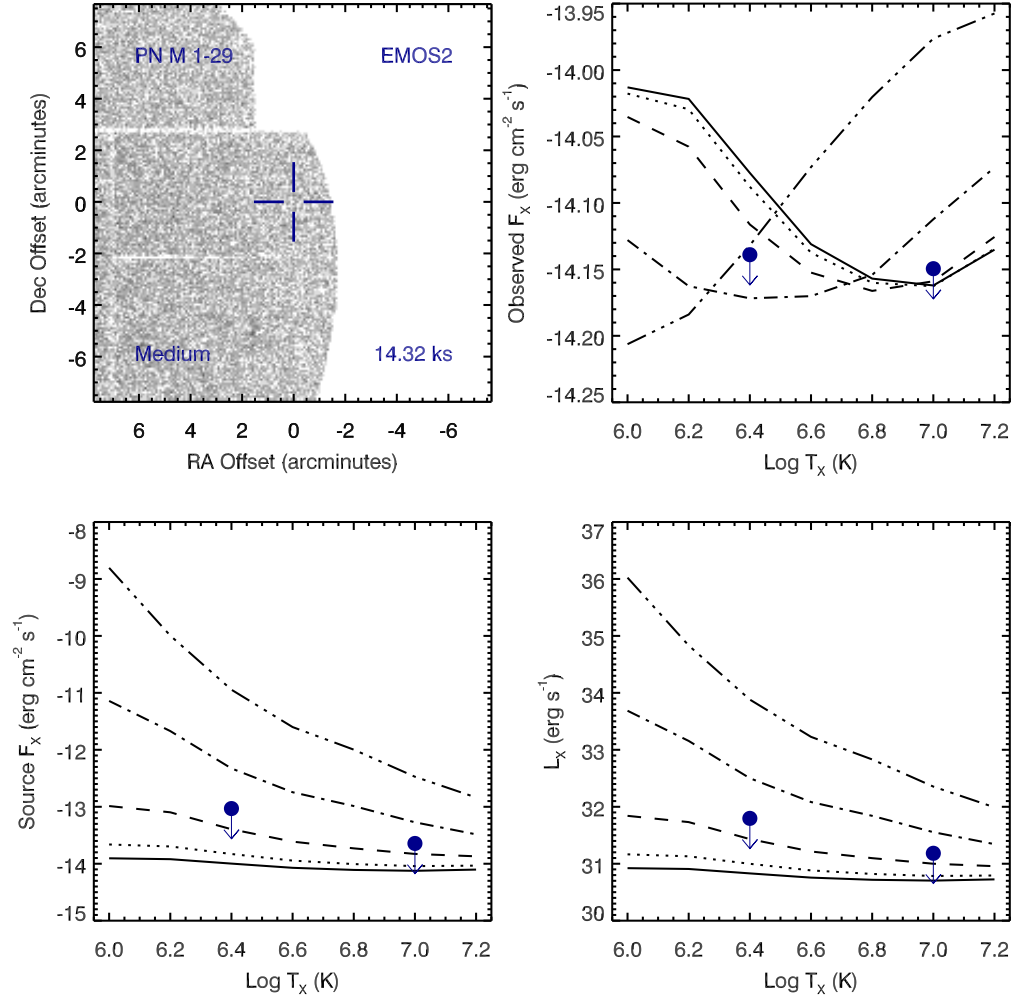 PN M 1-29 EMOS2
Medium 14.32 ks
6
4
2
0
-2
-4
-6
Dec Offset (arcminutes)
6 4 2 0 -2 -4 -6
RA Offset (arcminutes)
-13.95
-14.00
-14.05
-14.10
-14.15
-14.20
-14.25
Observed Fx (erg cm-2 s-1)
6.0 6.2 6.4 6.6 6.8 7.0 7.2
Log Tx (K)
-8
-9
-10
-11
-12
-13
-14
-15
Source Fx (erg cm-2 s-1)
6.0 6.2 6.4 6.6 6.8 7.0 7.2
Log Tx (K)
37
36
35
34
33
32
31
30
Lx (erg s-1)
6.0 6.2 6.4 6.6 6.8 7.0 7.2
Log Tx (K)